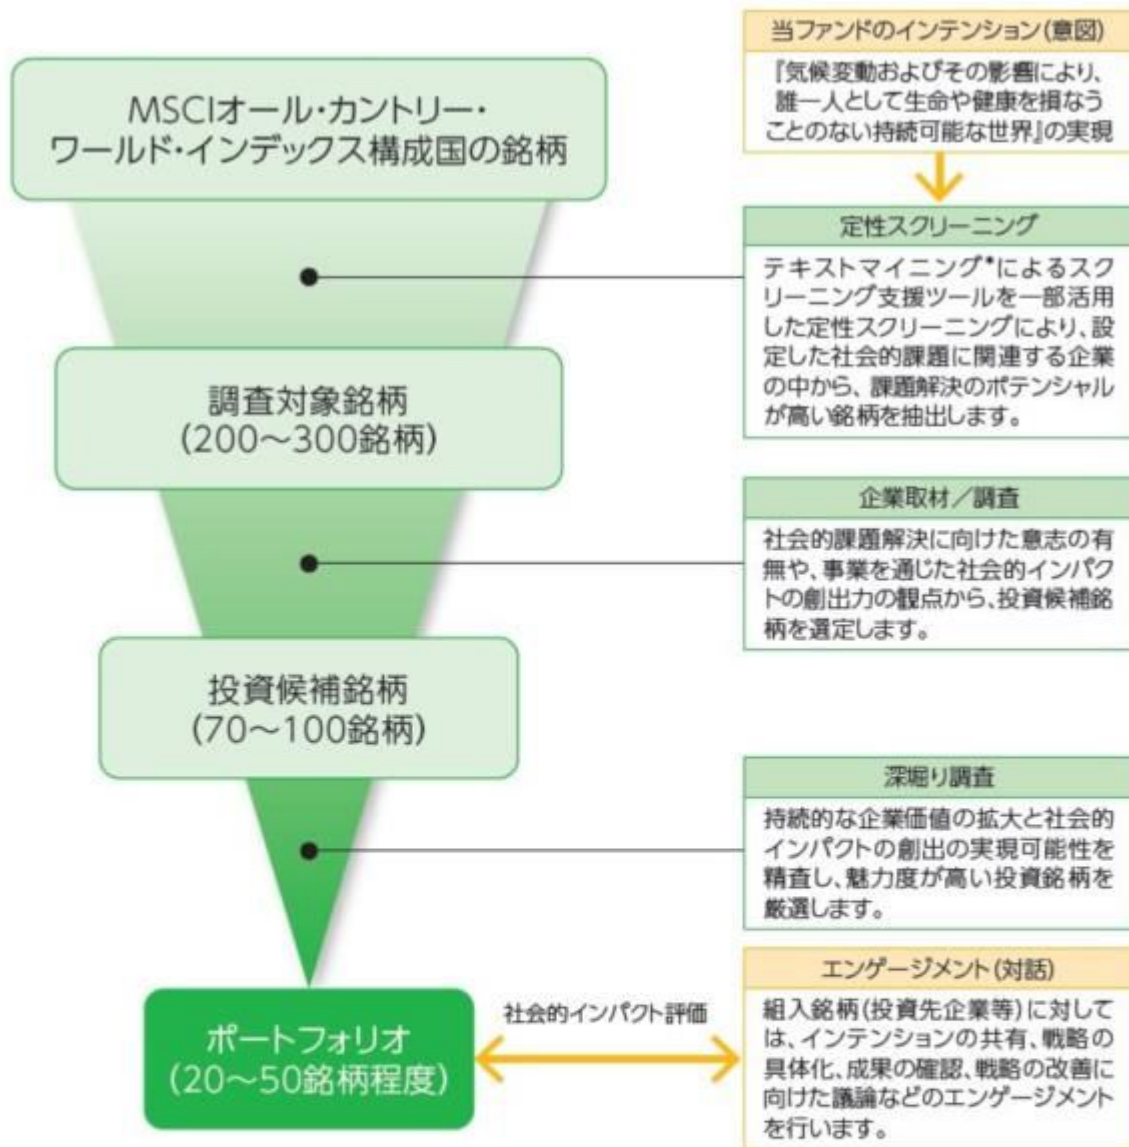 当ファンドのインテンション(意図)
『気候変動およびその影響により、
誰一人として生命や健康を損なう
ことのない持続可能な世界』の実現
MSCIオール・カントリー・
ワールド・インデックス構成国の銘柄
定性スクリーニング
テキストマイニング*によるスク
リーニング支援ツールを一部活用
した定性スクリーニングにより、設
定した社会的課題に関連する企業
の中から、課題解決のポテンシャル
が高い銘柄を抽出します。
調査対象銘柄
(200〜300銘柄)
企業取材／調査
社会的課題解決に向けた意志の有
無や、事業を通じた社会的インパク
トの創出力の観点から、投資候補銘
柄を選定します。
投資候補銘柄
(70〜100銘柄)
深堀り調査
持続的な企業価値の拡大と社会的
インパクトの創出の実現可能性を
精査し、魅力度が高い投資銘柄を
厳選します。
ポートフォリオ
(20〜50銘柄程度)
社会的インパクト評価
エンゲージメント(対話)
組入銘柄(投資先企業等)に対して
は、インテンションの共有、戦略の
具体化、成果の確認、戦略の改善に
向けた議論などのエンゲージメント
を行います。